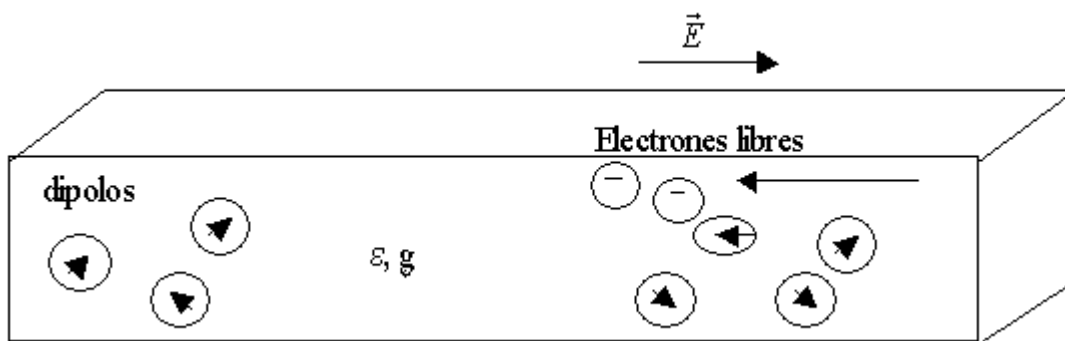 E
Electrones libres
dipolos
− −
ε, g